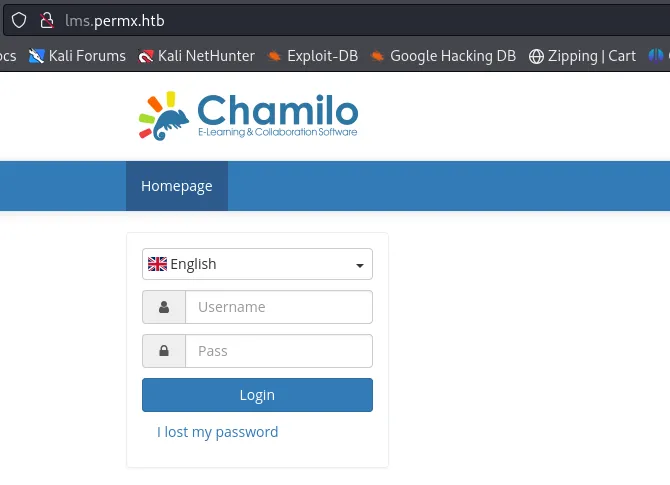 lms.permx.htb
ocs Kali Forums Kali NetHunter Exploit-DB Google Hacking DB Zipping | Cart
Chamilo
E-Learning & Collaboration Software
Homepage
English
Username
Pass
Login
I lost my password